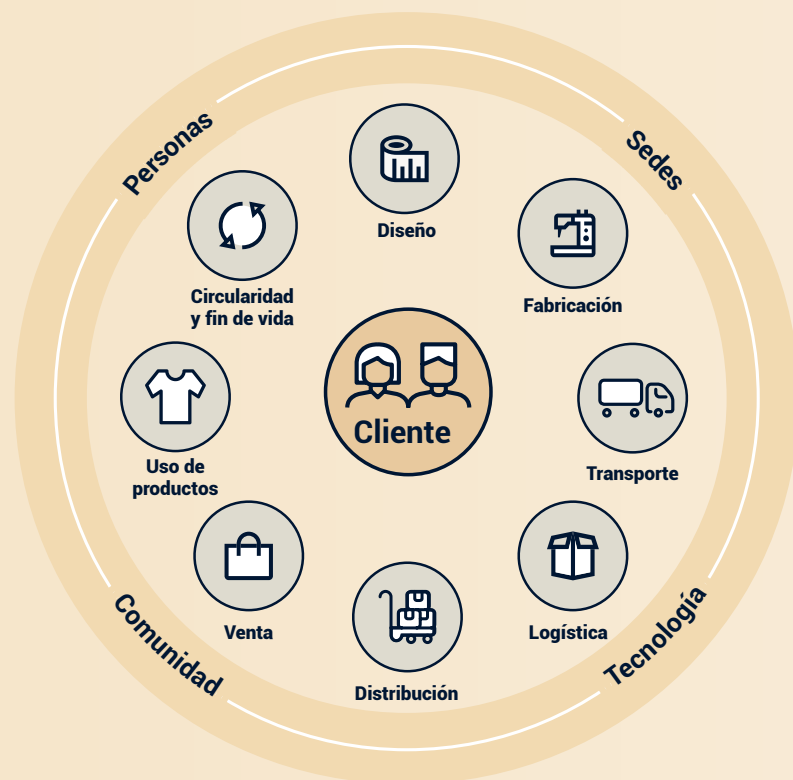 Personas
Sedes
Diseño
Fabricación
Transporte
Logística
Distribución
Venta
Uso de
productos
Circularidad
y fin de vida
Cliente
Comunidad
Tecnología